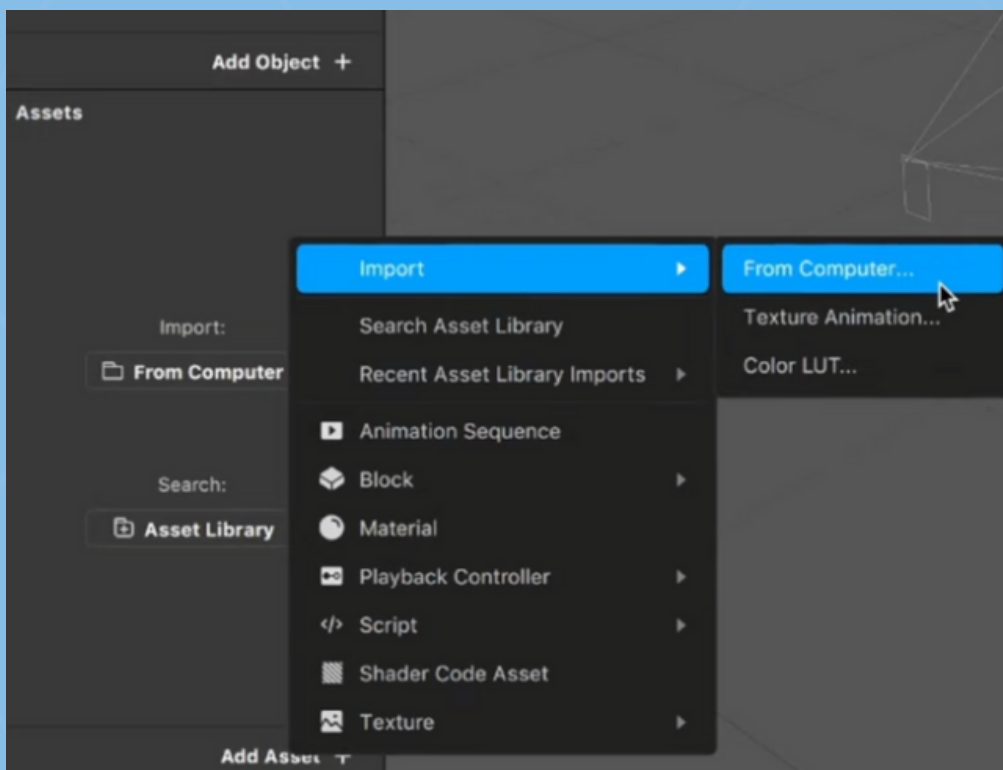 Add Object +
Assets
Import:
From Computer
Search:
Asset Library
Add Asset +
Import
Search Asset Library
Recent Asset Library Imports
Animation Sequence
Block
Material
Playback Controller
Script
Shader Code Asset
Texture
From Computer...
Texture Animation...
Color LUT...